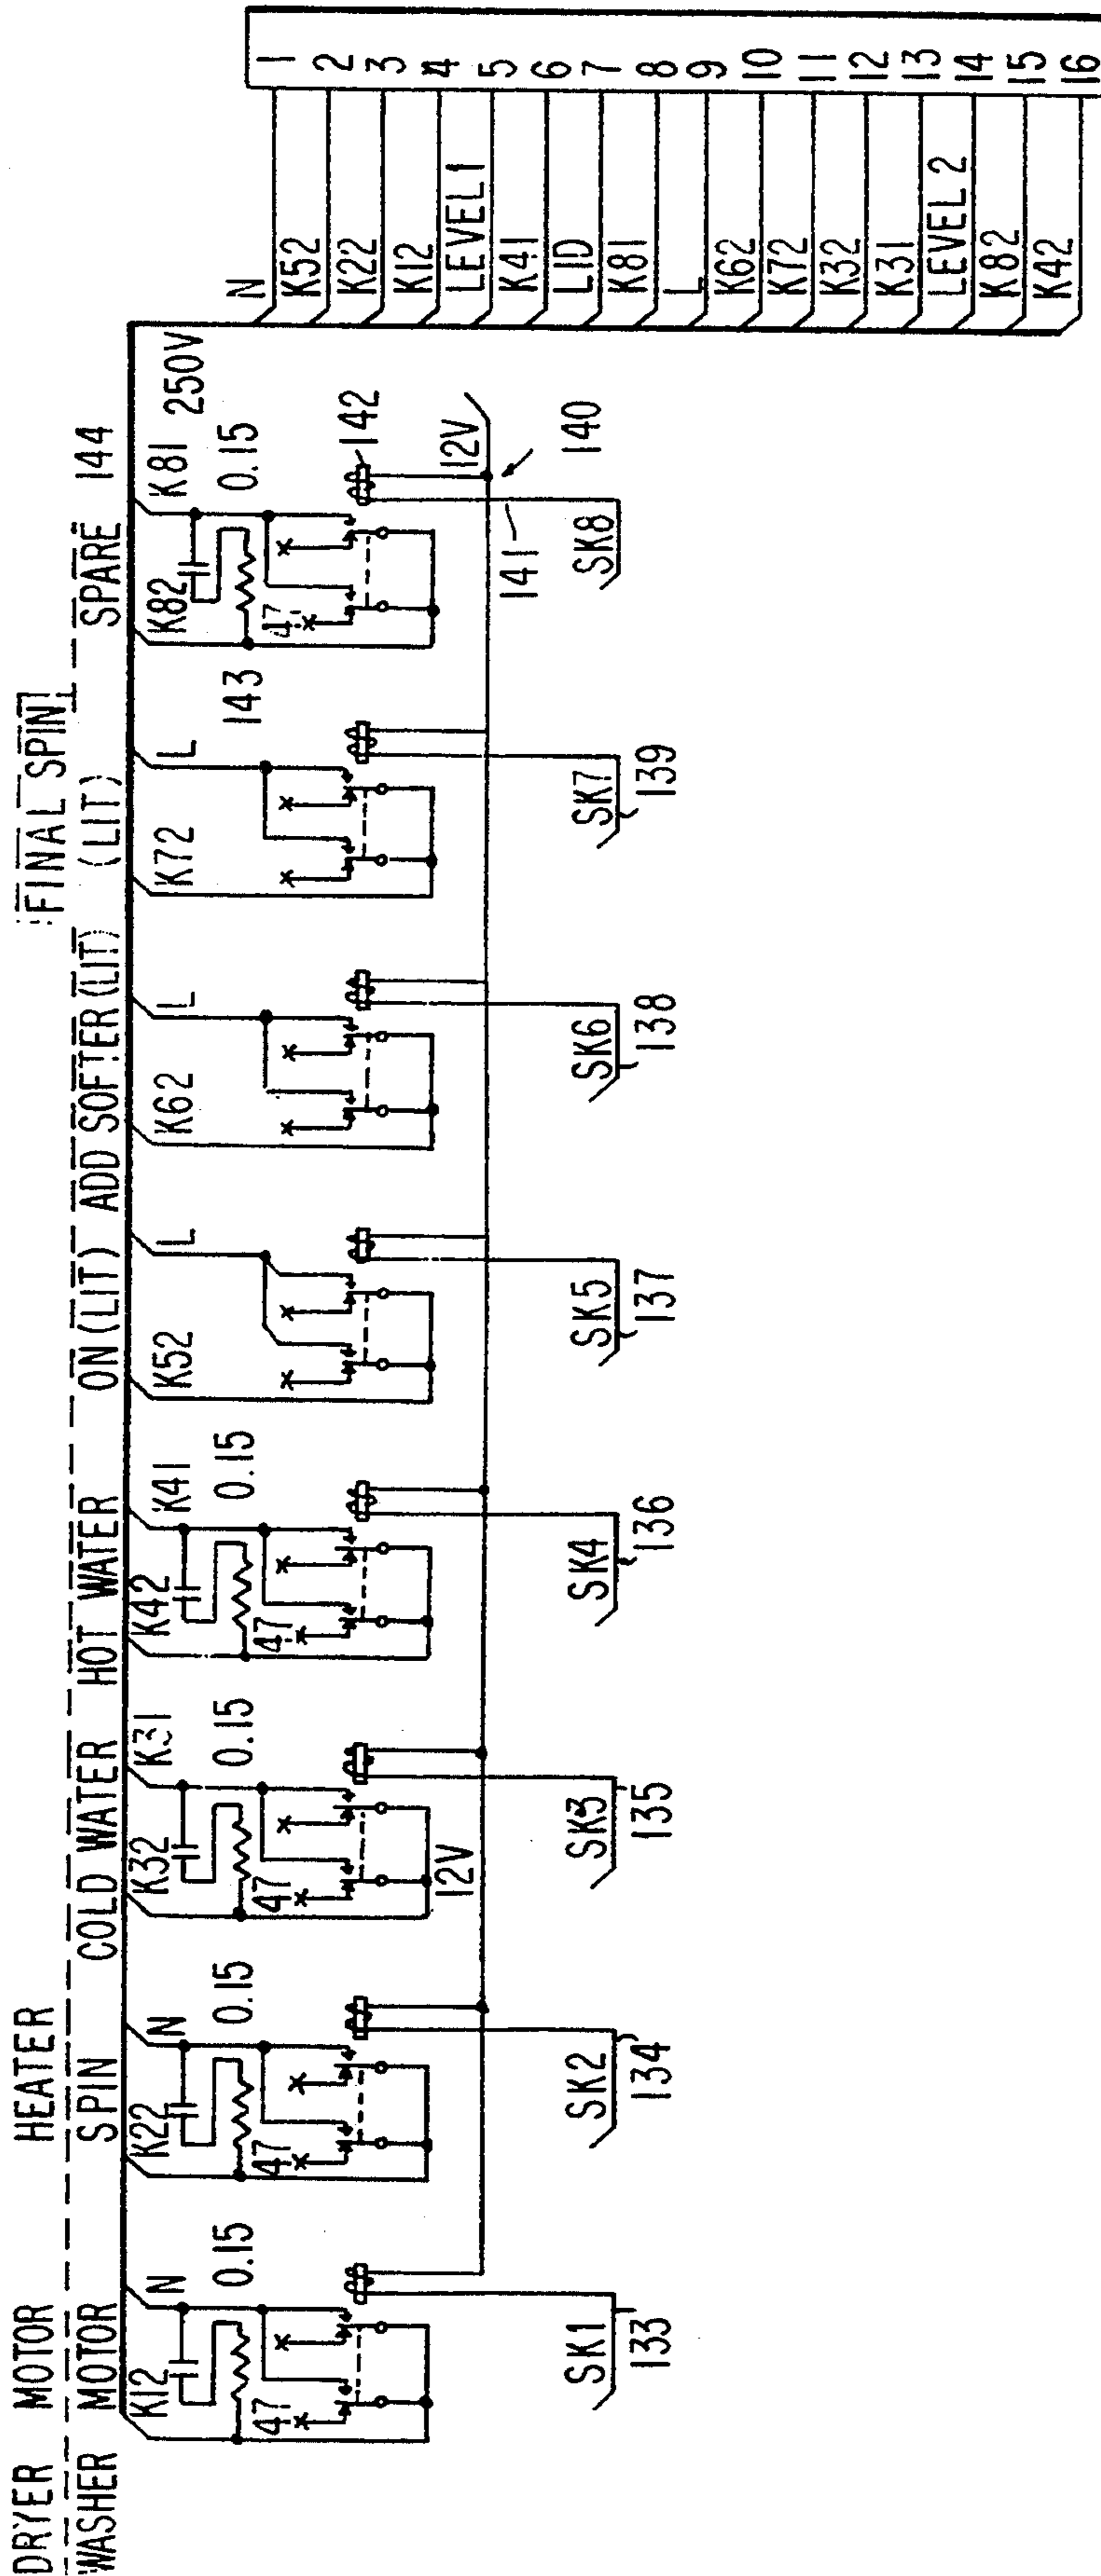 DRYER MOTOR HEATER FINAL SPIN
WASHER MOTOR SPIN COLD WATER HOT WATER ON (LIT) ADD SOFTER (LIT) (LIT) SPARE 144
K12 N K22 N K32 K31 K42 K41 K52 L K62 L K72 L K82 K81 250V
0.15 0.15 0.15 0.15 143 0.15
47 47 47 47 47
142
12V 12V
141 140
SK1 SK2 SK3 SK4 SK5 SK6 SK7 SK8
133 134 135 136 137 138 139
N 1
K52 2
K22 3
K12 4
LEVEL 1 5
K41 6
LID 7
K81 8
L 9
K62 10
K72 11
K32 12
K31 13
LEVEL 2 14
K82 15
K42 16